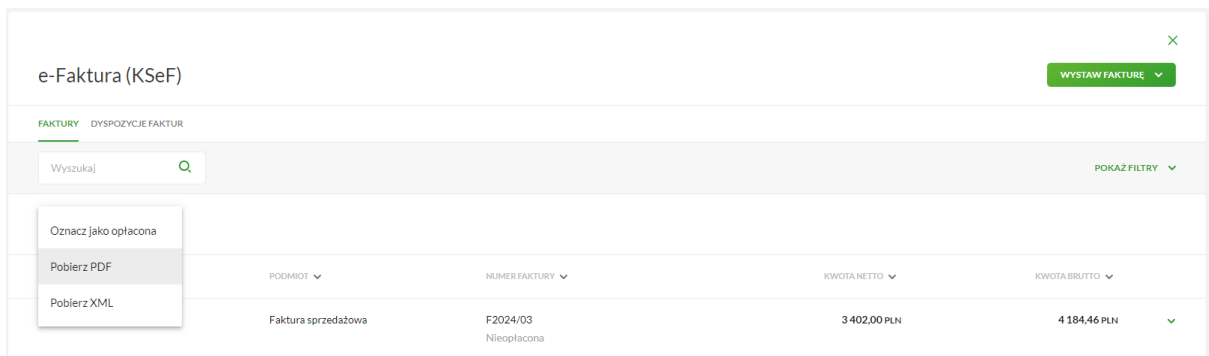 e-Faktura (KSeF)
WYSTAW FAKTURĘ
FAKTURY DYSPOZYCJE FAKTUR
Wyszukaj
POKAŻ FILTRY
Oznacz jako opłacona
Pobierz PDF
Pobierz XML
PODMIOT NUMER FAKTURY KWOTA NETTO KWOTA BRUTTO
Faktura sprzedażowa F2024/03 3 402,00 PLN 4 184,46 PLN
Nieopłacona